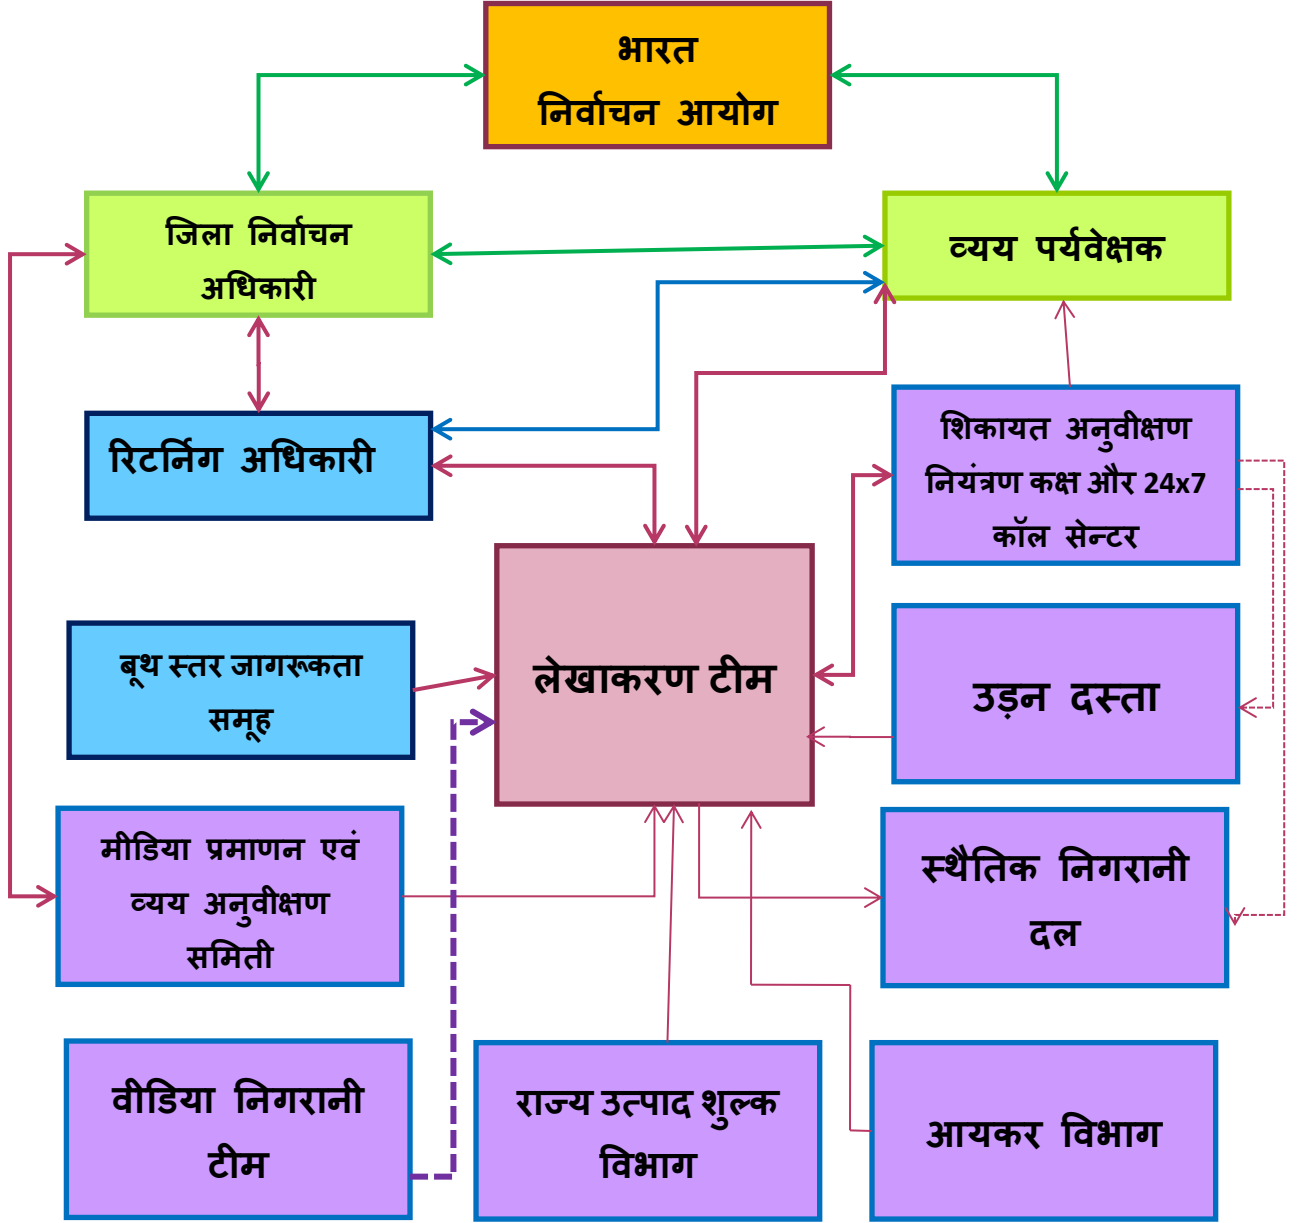 भारत
निर्वाचन आयोग
जिला निर्वाचन
अधिकारी
व्यय पर्यवेक्षक
रिटर्निग अधिकारी
शिकायत अनुवीक्षण
नियंत्रण कक्ष और 24x7
कॉल सेन्टर
बूथ स्तर जागरूकता
समूह
लेखाकरण टीम
उड़न दस्ता
मीडिया प्रमाणन एवं
व्यय अनुवीक्षण
समिती
स्थैतिक निगरानी
दल
वीडिया निगरानी
टीम
राज्य उत्पाद शुल्क
विभाग
आयकर विभाग